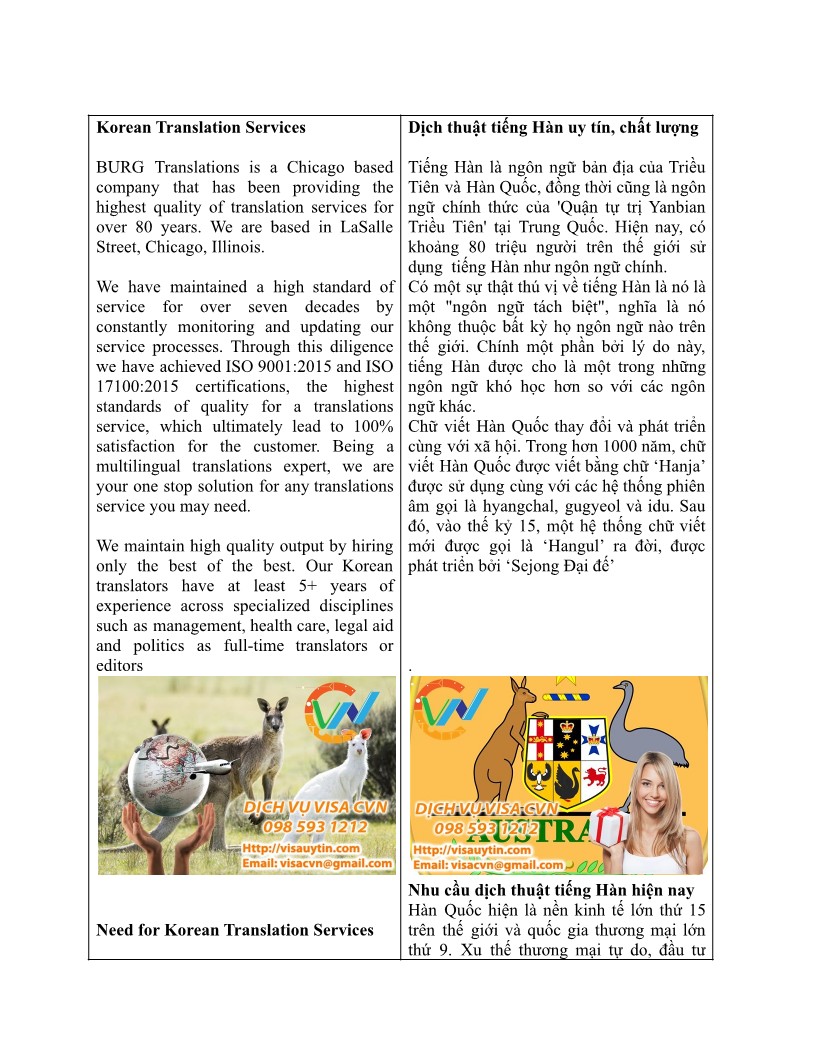 Korean Translation Services
BURG Translations is a Chicago based
company that has been providing the
highest quality of translation services for
over 80 years. We are based in LaSalle
Street, Chicago, Illinois.
We have maintained a high standard of
service for over seven decades by
constantly monitoring and updating our
service processes. Through this diligence
we have achieved ISO 9001:2015 and ISO
17100:2015 certifications, the highest
standards of quality for a translations
service, which ultimately lead to 100%
satisfaction for the customer. Being a
multilingual translations expert, we are
your one stop solution for any translations
service you may need.
We maintain high quality output by hiring
only the best of the best. Our Korean
translators have at least 5+ years of
experience across specialized disciplines
such as management, health care, legal aid
and politics as full-time translators or
editors
CVN
DỊCH VỤ VISA CVN
098 593 1212
Http://visauytin.com
Email: visacvn@gmail.com
Need for Korean Translation Services
Dịch thuật tiếng Hàn uy tín, chất lượng
Tiếng Hàn là ngôn ngữ bản địa của Triều
Tiên và Hàn Quốc, đồng thời cũng là ngôn
ngữ chính thức của 'Quận tự trị Yanbian
Triều Tiên' tại Trung Quốc. Hiện nay, có
khoảng 80 triệu người trên thế giới sử
dụng  tiếng Hàn như ngôn ngữ chính.
Có một sự thật thú vị về tiếng Hàn là nó là
một "ngôn ngữ tách biệt", nghĩa là nó
không thuộc bất kỳ họ ngôn ngữ nào trên
thế giới. Chính một phần bởi lý do này,
tiếng Hàn được cho là một trong những
ngôn ngữ khó học hơn so với các ngôn
ngữ khác.
Chữ viết Hàn Quốc thay đổi và phát triển
cùng với xã hội. Trong hơn 1000 năm, chữ
viết Hàn Quốc được viết bằng chữ ‘Hanja’
được sử dụng cùng với các hệ thống phiên
âm gọi là hyangchal, gugyeol và idu. Sau
đó, vào thế kỷ 15, một hệ thống chữ viết
mới được gọi là ‘Hangul’ ra đời, được
phát triển bởi ‘Sejong Đại đế’
.
CVN
DỊCH VỤ VISA CVN
098 593 1212
AUSTRA
Http://visauytin.com
Email: visacvn@gmail.com
Nhu cầu dịch thuật tiếng Hàn hiện nay
Hàn Quốc hiện là nền kinh tế lớn thứ 15
trên thế giới và quốc gia thương mại lớn
thứ 9. Xu thế thương mại tự do, đầu tư